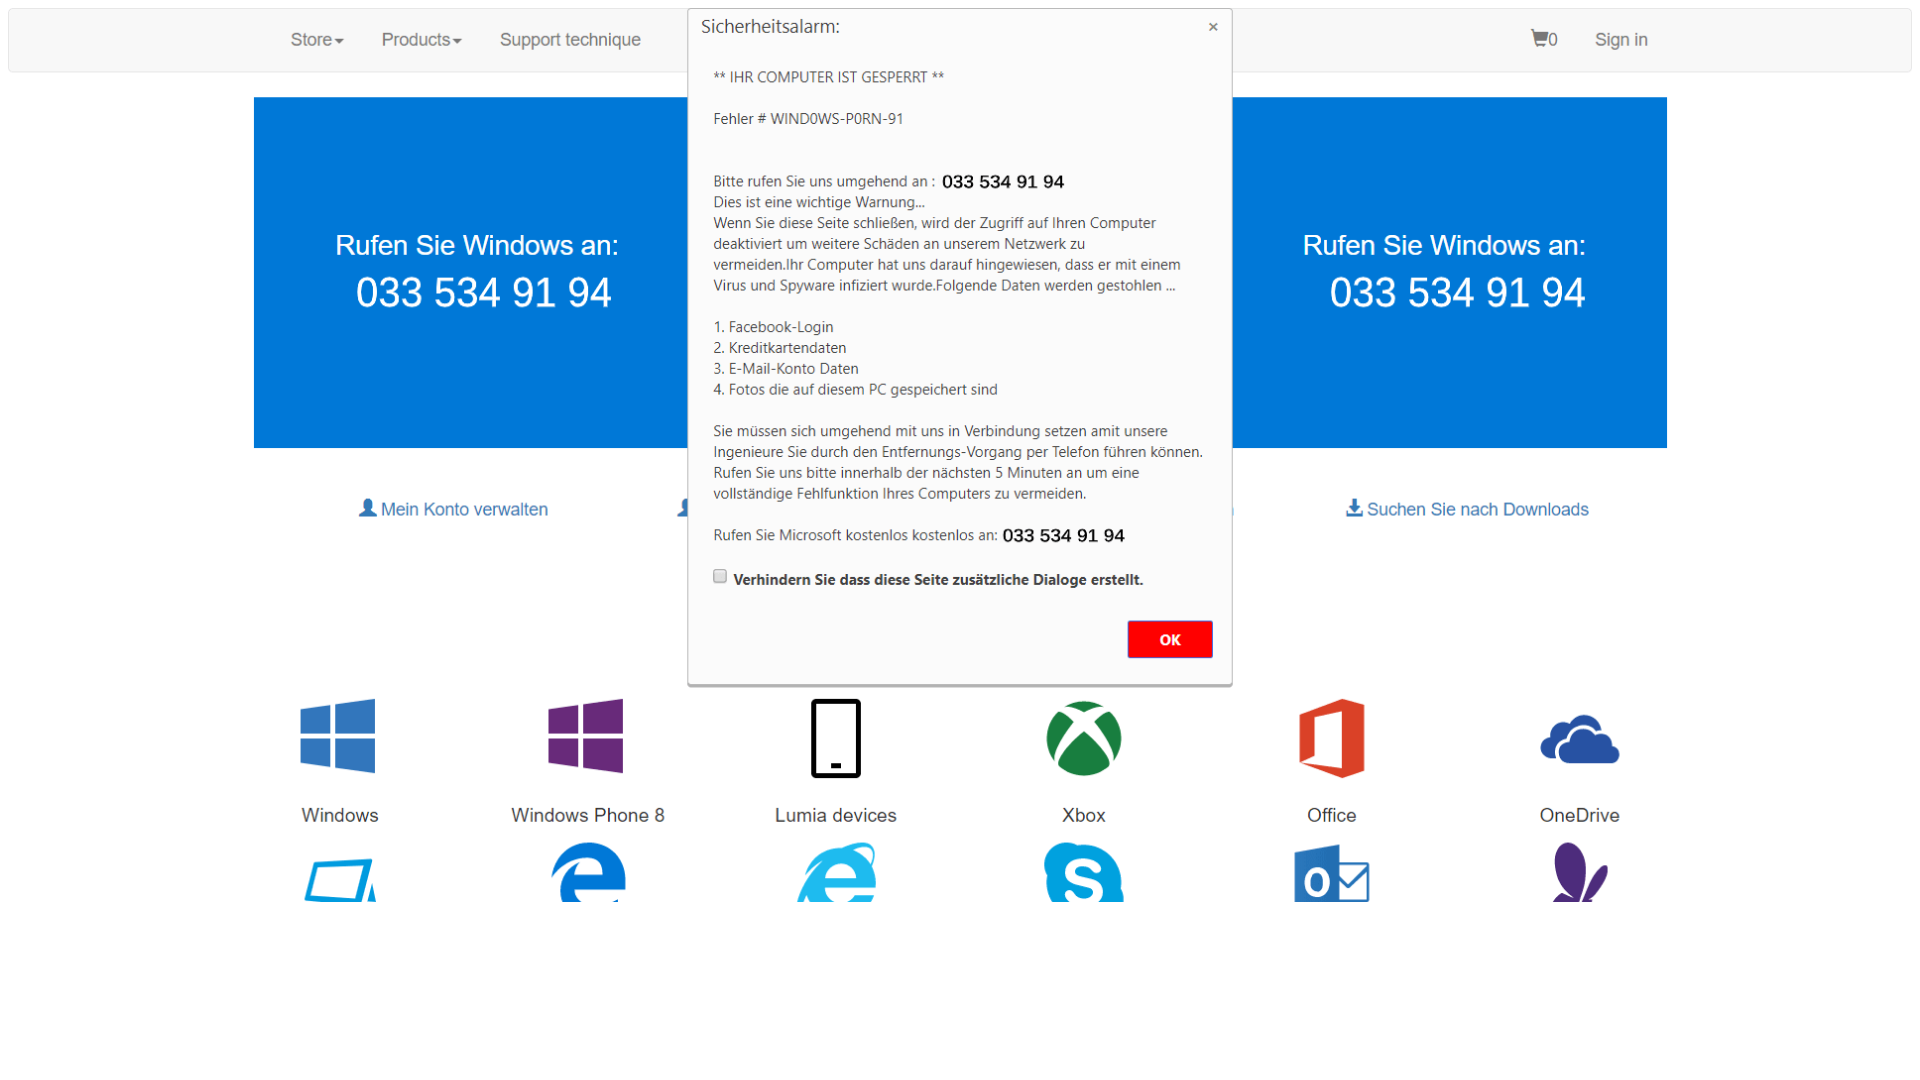 Store
Products
Support technique
0
Sign in
Sicherheitsalarm:
×
** IHR COMPUTER IST GESPERRT **
Fehler # WIND0WS-P0RN-91
Bitte rufen Sie uns umgehend an : 033 534 91 94
Dies ist eine wichtige Warnung...
Wenn Sie diese Seite schließen, wird der Zugriff auf Ihren Computer
deaktiviert um weitere Schäden an unserem Netzwerk zu
vermeiden.Ihr Computer hat uns darauf hingewiesen, dass er mit einem
Virus und Spyware infiziert wurde.Folgende Daten werden gestohlen ...
1. Facebook-Login
2. Kreditkartendaten
3. E-Mail-Konto Daten
4. Fotos die auf diesem PC gespeichert sind
Sie müssen sich umgehend mit uns in Verbindung setzen amit unsere
Ingenieure Sie durch den Entfernungs-Vorgang per Telefon führen können.
Rufen Sie uns bitte innerhalb der nächsten 5 Minuten an um eine
vollständige Fehlfunktion Ihres Computers zu vermeiden.
Rufen Sie Microsoft kostenlos kostenlos an: 033 534 91 94
Verhindern Sie dass diese Seite zusätzliche Dialoge erstellt.
OK
Rufen Sie Windows an:
033 534 91 94
Rufen Sie Windows an:
033 534 91 94
Mein Konto verwalten
Suchen Sie nach Downloads
Windows
Windows Phone 8
Lumia devices
Xbox
Office
OneDrive